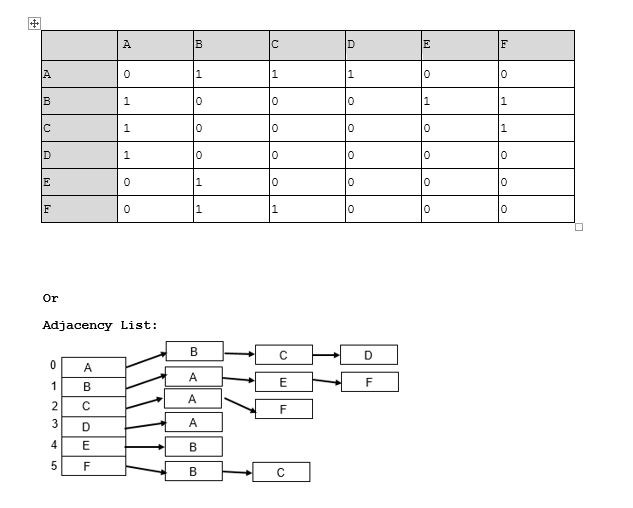 A B C D E F
A 0 1 1 1 0 0
B 1 0 0 0 1 1
C 1 0 0 0 0 1
D 1 0 0 0 0 0
E 0 1 0 0 0 0
F 0 1 1 0 0 0
Or
Adjacency List:
0 A B C D
1 B A E F
2 C A F
3 D A
4 E B
5 F B C